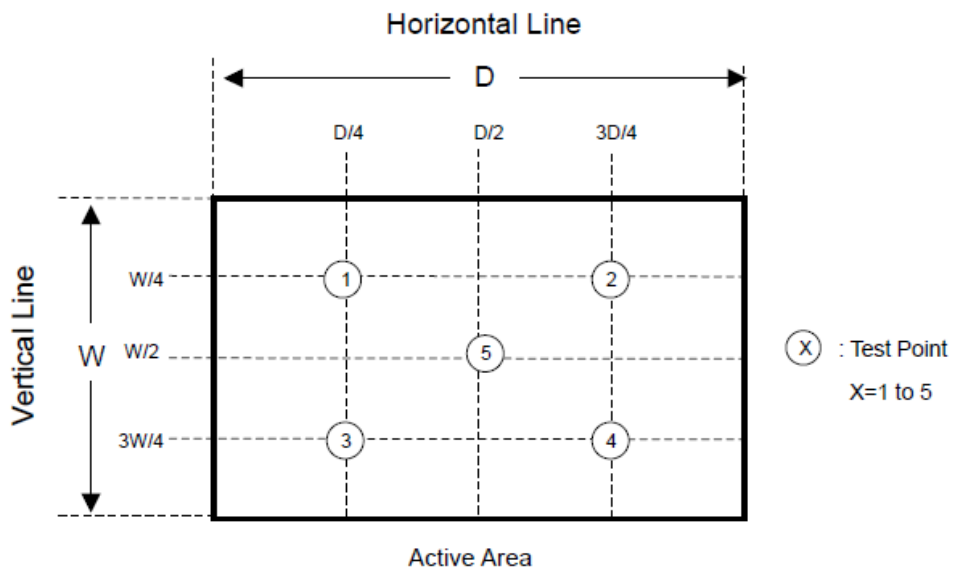 Horizontal Line
D
D/4 D/2 3D/4
W/4 1 2
Vertical Line
W W/2 5 X : Test Point
X=1 to 5
3W/4 3 4
Active Area